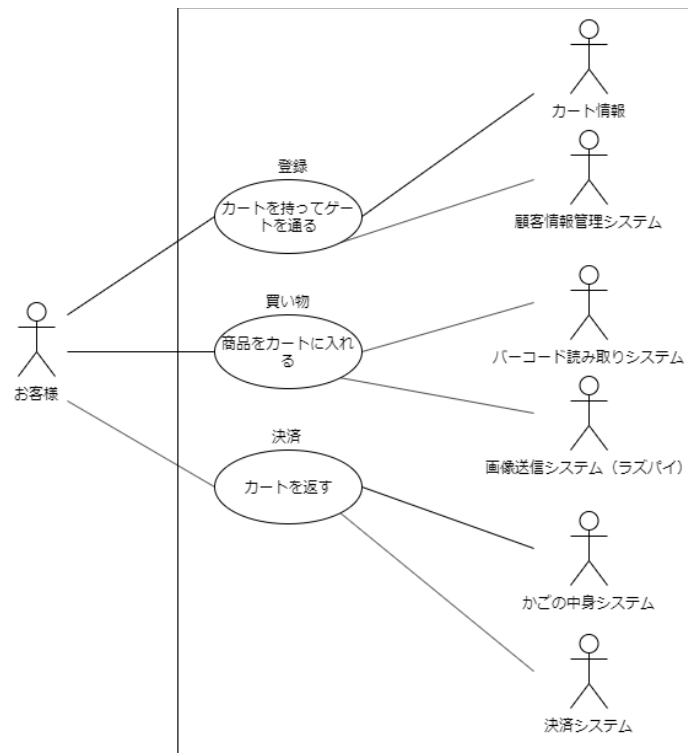 カート情報
登録
カートを持ってゲー
トを通る
顧客情報管理システム
買い物
商品をカートに入れ
る
バーコード読み取りシステム
お客様
決済
画像送信システム（ラズパイ）
カートを返す
かごの中身システム
決済システム